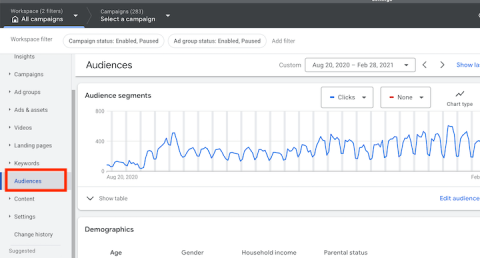 Workspace (2 filters)
All campaigns
Campaigns (283)
Select a campaign
Workspace filter
Campaign status: Enabled, Paused
Ad group status: Enabled, Paused
Add filter
Insights
Campaigns
Ad groups
Ads & assets
Videos
Landing pages
Keywords
Audiences
Content
Settings
Change history
Suggested
Audiences
Custom
Aug 20, 2020 – Feb 28, 2021
Show las
Audience segments
Clicks
None
Chart type
800
400
0
Aug 20, 2020
Feb
Show table
Edit audience
Demographics
Age
Gender
Household income
Parental status